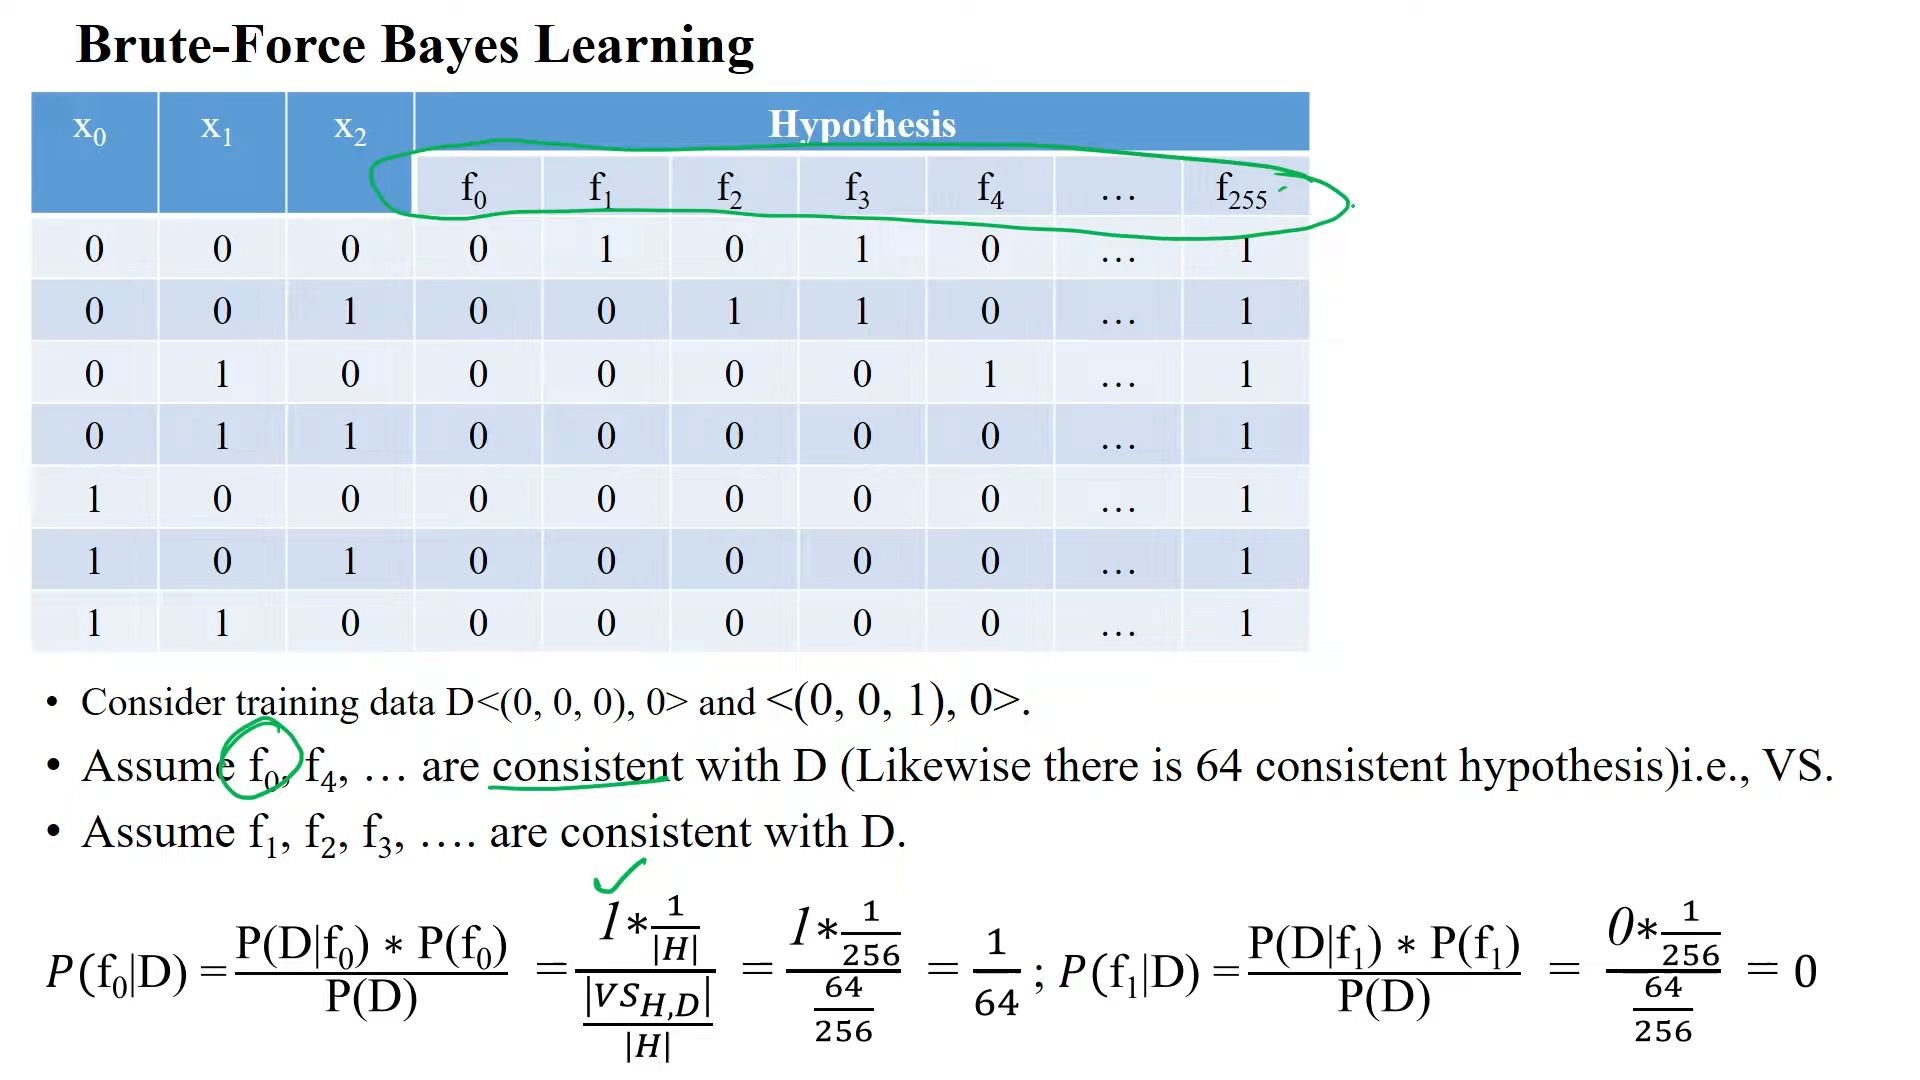 Brute-Force Bayes Learning
x₀ x₁ x₂ Hypothesis
f₀ f₁ f₂ f₃ f₄ … f₂₅₅
0 0 0 0 1 0 1 0 … 1
0 0 1 0 0 1 1 0 … 1
0 1 0 0 0 0 0 1 … 1
0 1 1 0 0 0 0 0 … 1
1 0 0 0 0 0 0 0 … 1
1 0 1 0 0 0 0 0 … 1
1 1 0 0 0 0 0 0 … 1
• Consider training data D<(0, 0, 0), 0> and <(0, 0, 1), 0>.
• Assume f₀, f₄, … are consistent with D (Likewise there is 64 consistent hypothesis)i.e., VS.
• Assume f₁, f₂, f₃, …. are consistent with D.
P(f₀|D) = P(D|f₀) * P(f₀) / P(D) = 1* 1/|H| / |VS_H,D|/|H| = 1* 1/256 / 64/256 = 1/64 ; P(f₁|D) = P(D|f₁) * P(f₁) / P(D) = 0* 1/256 / 64/256 = 0